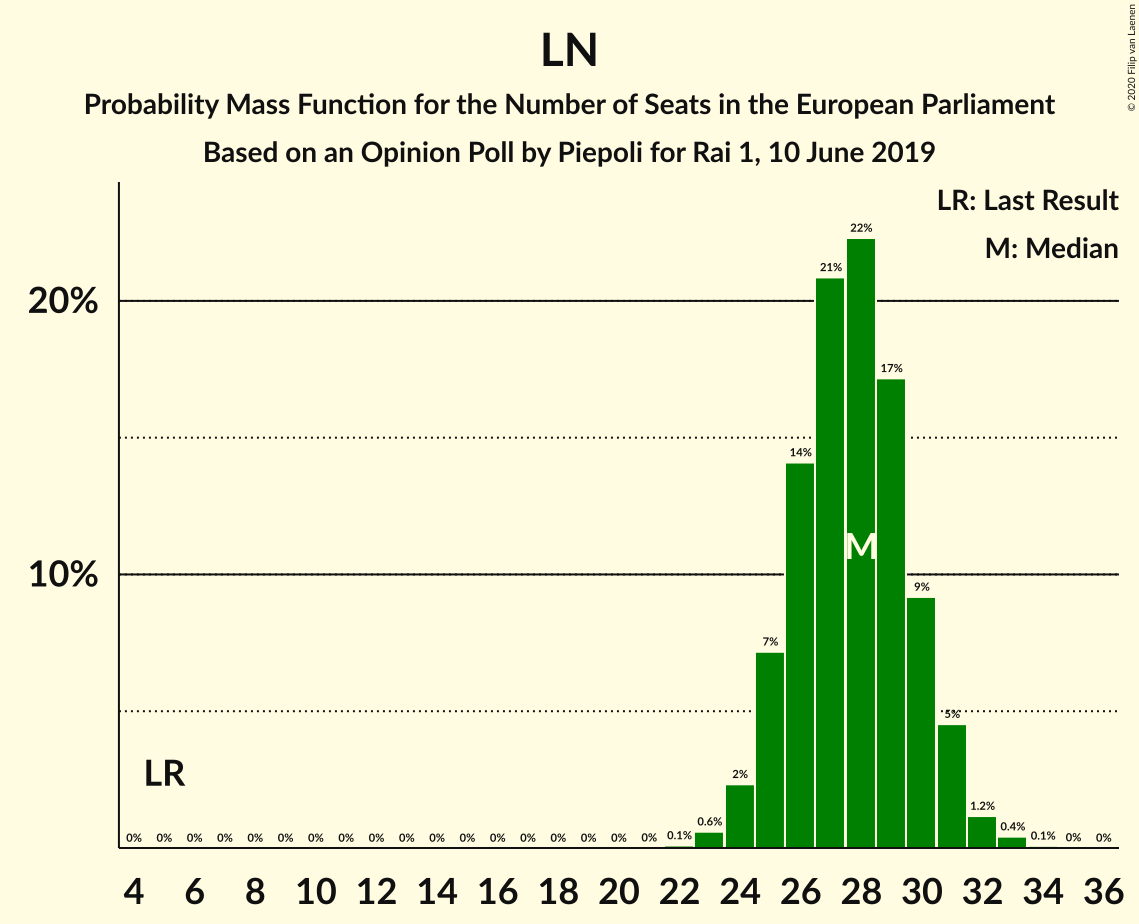 LN
Probability Mass Function for the Number of Seats in the European Parliament
Based on an Opinion Poll by Piepoli for Rai 1, 10 June 2019
© 2020 Filip van Laenen
LR: Last Result
M: Median
20%
10%
LR
M
0% 0% 0% 0% 0% 0% 0% 0% 0% 0% 0% 0% 0% 0% 0% 0% 0% 0% 0.1% 0.6% 2% 7% 14% 21% 22% 17% 9% 5% 1.2% 0.4% 0.1% 0% 0%
4 6 8 10 12 14 16 18 20 22 24 26 28 30 32 34 36